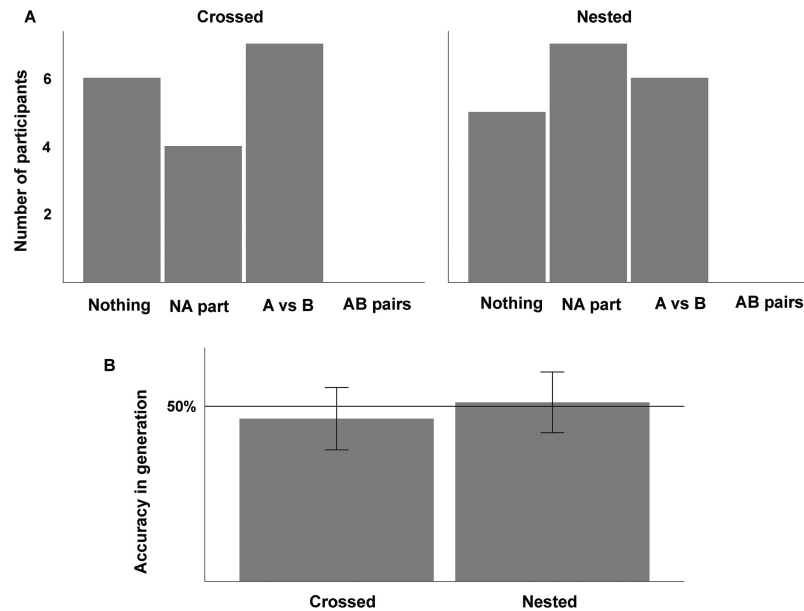 A
Crossed
Nested
Number of participants
6
4
2
Nothing NA part A vs B AB pairs
Nothing NA part A vs B AB pairs
B
Accuracy in generation
50%
Crossed Nested